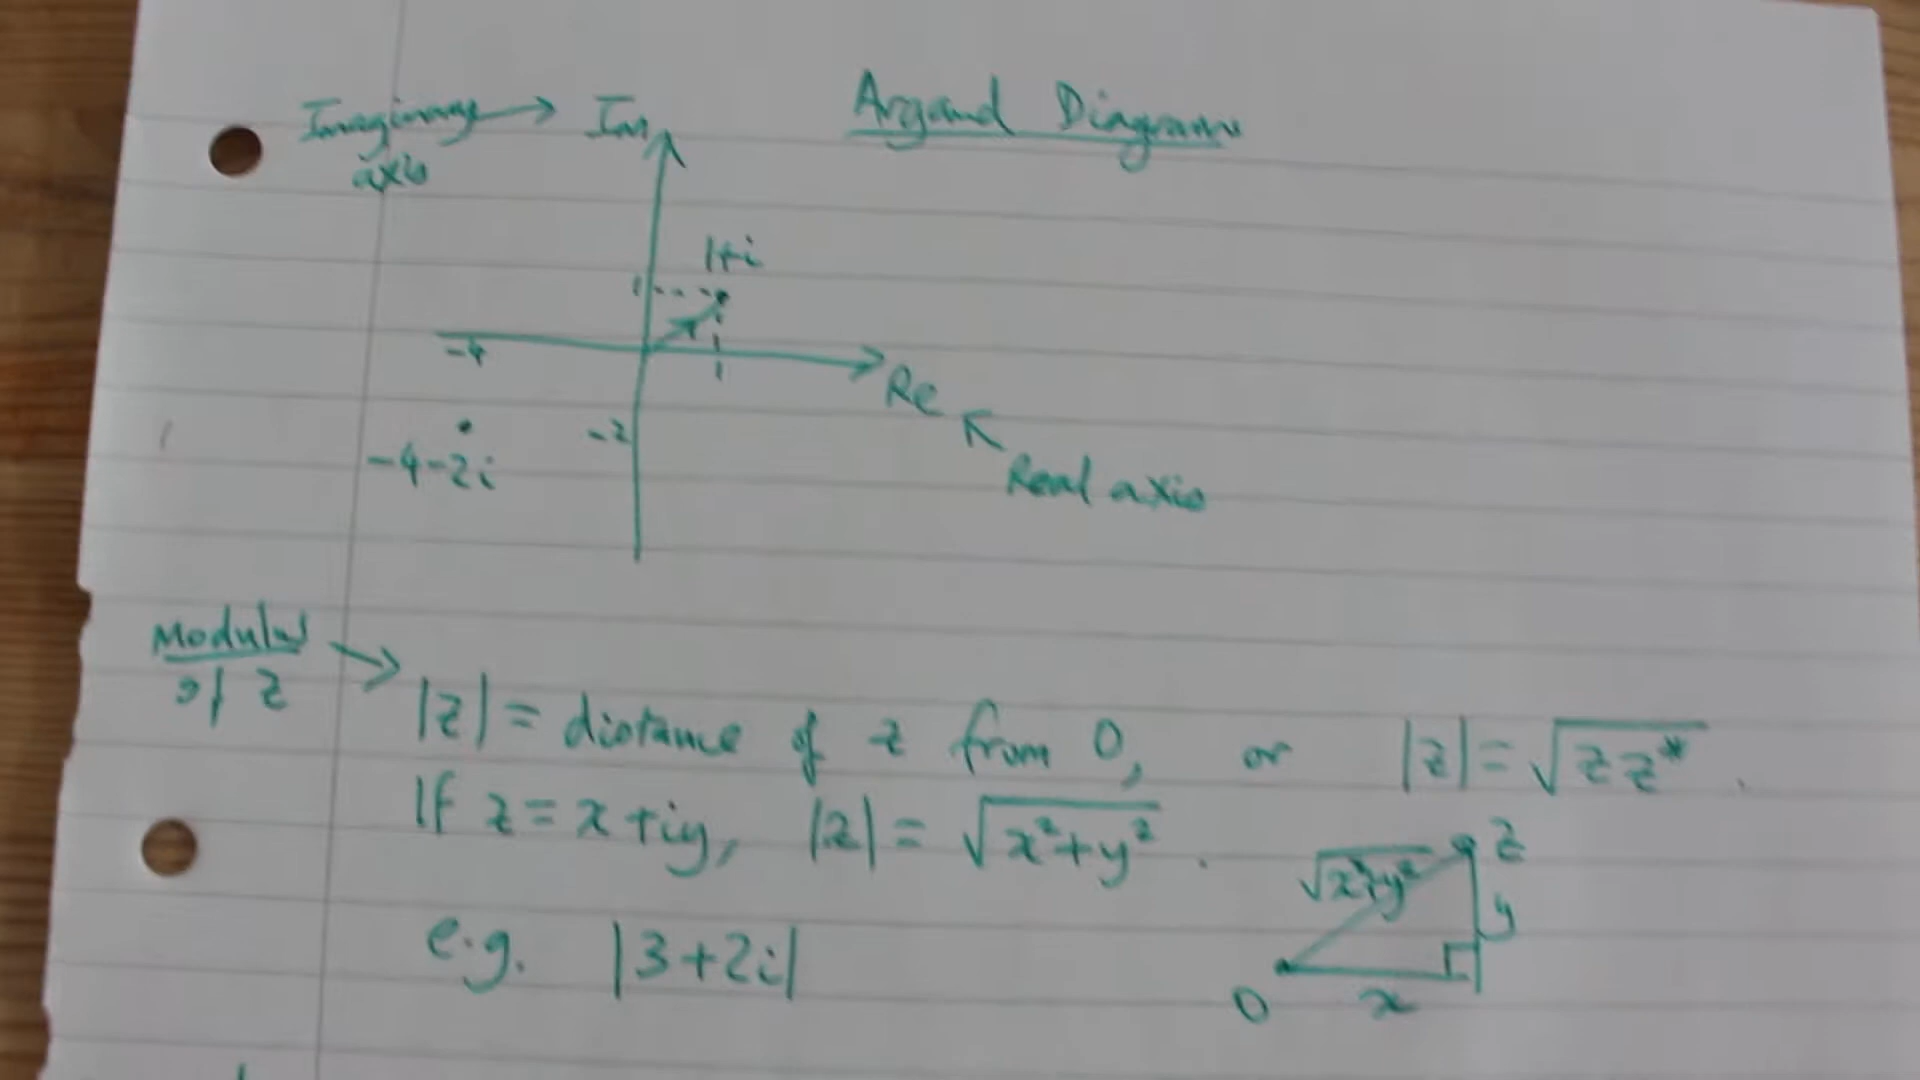 Argand Diagram
Imaginary axis → Im
1+i
1
-4
1
Re
-2
-4-2i
Real axis
Modulus of z → |z| = distance of z from 0, or |z| = √zz* .
If z = x+iy, |z| = √x²+y² .
√x²+y² z
y
e.g. |3+2i|
0 x